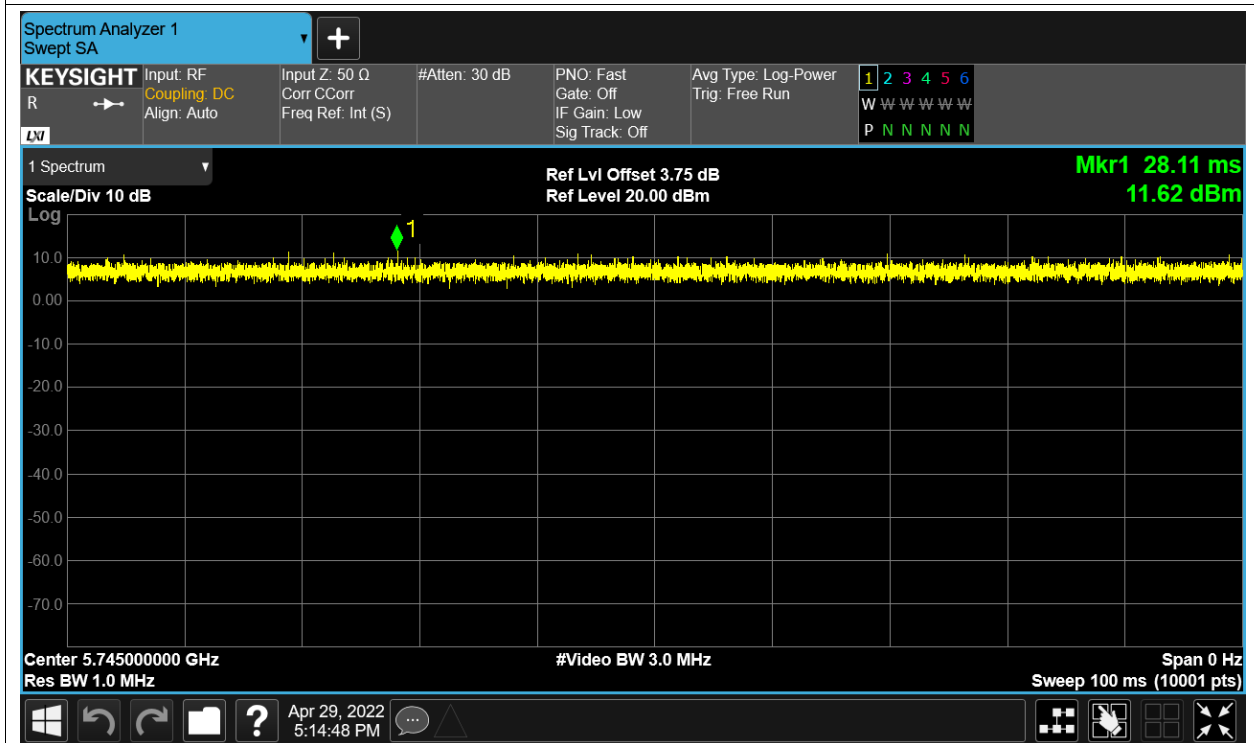 Spectrum Analyzer 1
Swept SA
KEYSIGHT
R
LXI
Input: RF
Coupling: DC
Align: Auto
Input Z: 50 Ω
Corr CCorr
Freq Ref: Int (S)
#Atten: 30 dB
PNO: Fast
Gate: Off
IF Gain: Low
Sig Track: Off
Avg Type: Log-Power
Trig: Free Run
1 2 3 4 5 6
W W W W W W
P N N N N N
1 Spectrum
Scale/Div 10 dB
Ref Lvl Offset 3.75 dB
Ref Level 20.00 dBm
Mkr1 28.11 ms
11.62 dBm
Log
1
10.0
0.00
-10.0
-20.0
-30.0
-40.0
-50.0
-60.0
-70.0
Center 5.745000000 GHz
#Video BW 3.0 MHz
Span 0 Hz
Res BW 1.0 MHz
Sweep 100 ms (10001 pts)
?
Apr 29, 2022
5:14:48 PM